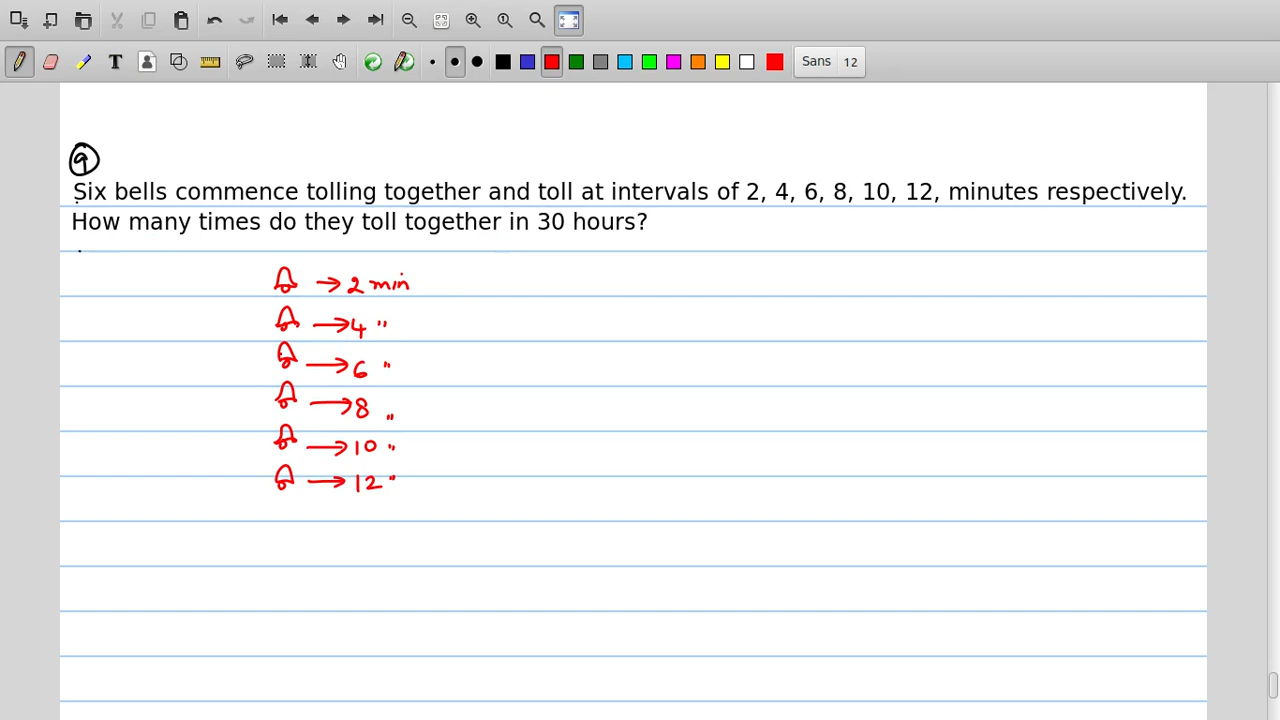 Sans 12
9
Six bells commence tolling together and toll at intervals of 2, 4, 6, 8, 10, 12, minutes respectively.
How many times do they toll together in 30 hours?
→ 2 min
→ 4 "
→ 6 "
→ 8 "
→ 10 "
→ 12 "